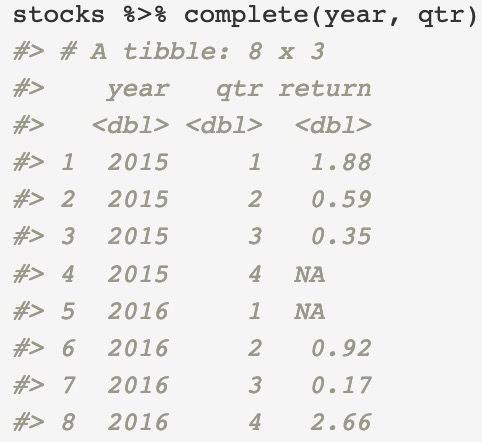 stocks %>% complete(year, qtr)
#> # A tibble: 8 x 3
#>    year   qtr return
#>   <dbl> <dbl>  <dbl>
#> 1  2015     1   1.88
#> 2  2015     2   0.59
#> 3  2015     3   0.35
#> 4  2015     4  NA
#> 5  2016     1  NA
#> 6  2016     2   0.92
#> 7  2016     3   0.17
#> 8  2016     4   2.66